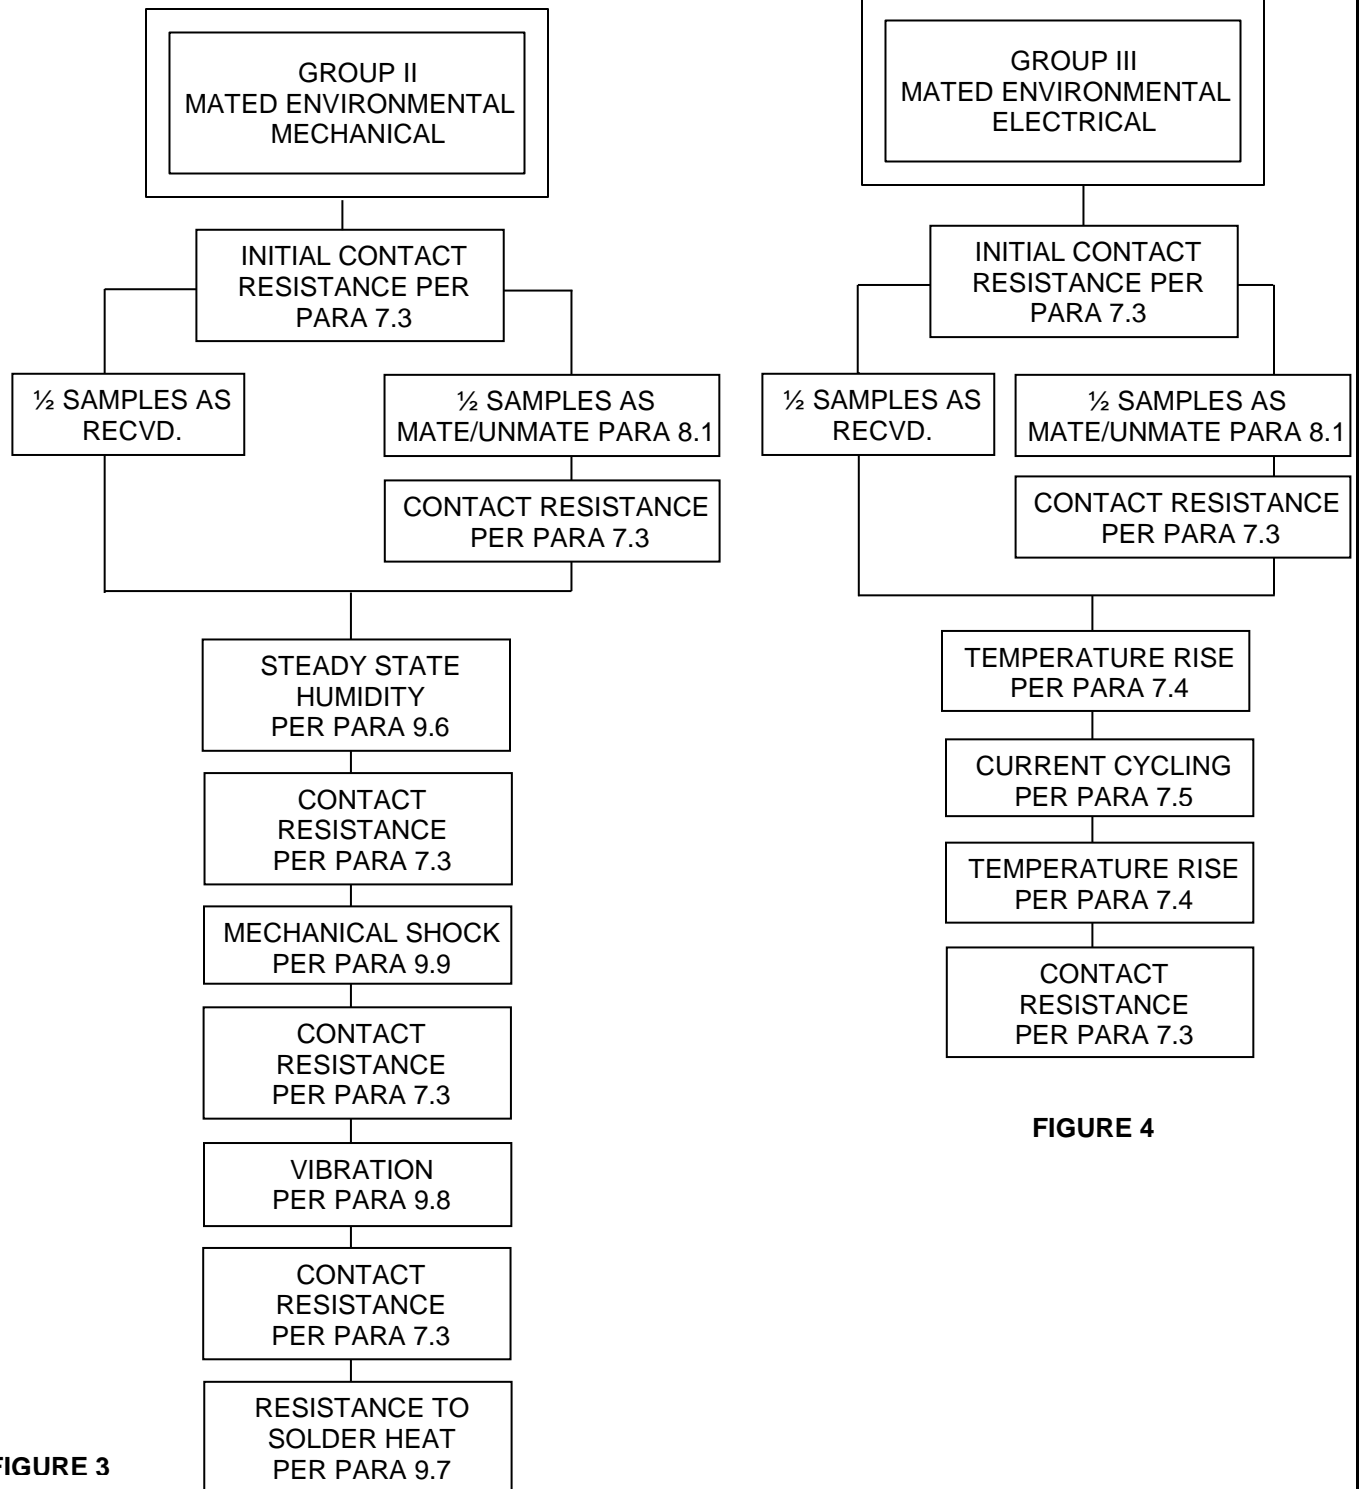 GROUP II
MATED ENVIRONMENTAL
MECHANICAL
INITIAL CONTACT
RESISTANCE PER
PARA 7.3
½ SAMPLES AS
RECVD.
½ SAMPLES AS
MATE/UNMATE PARA 8.1
CONTACT RESISTANCE
PER PARA 7.3
STEADY STATE
HUMIDITY
PER PARA 9.6
CONTACT
RESISTANCE
PER PARA 7.3
MECHANICAL SHOCK
PER PARA 9.9
CONTACT
RESISTANCE
PER PARA 7.3
VIBRATION
PER PARA 9.8
CONTACT
RESISTANCE
PER PARA 7.3
RESISTANCE TO
SOLDER HEAT
PER PARA 9.7
FIGURE 3
GROUP III
MATED ENVIRONMENTAL
ELECTRICAL
INITIAL CONTACT
RESISTANCE PER
PARA 7.3
½ SAMPLES AS
RECVD.
½ SAMPLES AS
MATE/UNMATE PARA 8.1
CONTACT RESISTANCE
PER PARA 7.3
TEMPERATURE RISE
PER PARA 7.4
CURRENT CYCLING
PER PARA 7.5
TEMPERATURE RISE
PER PARA 7.4
CONTACT
RESISTANCE
PER PARA 7.3
FIGURE 4